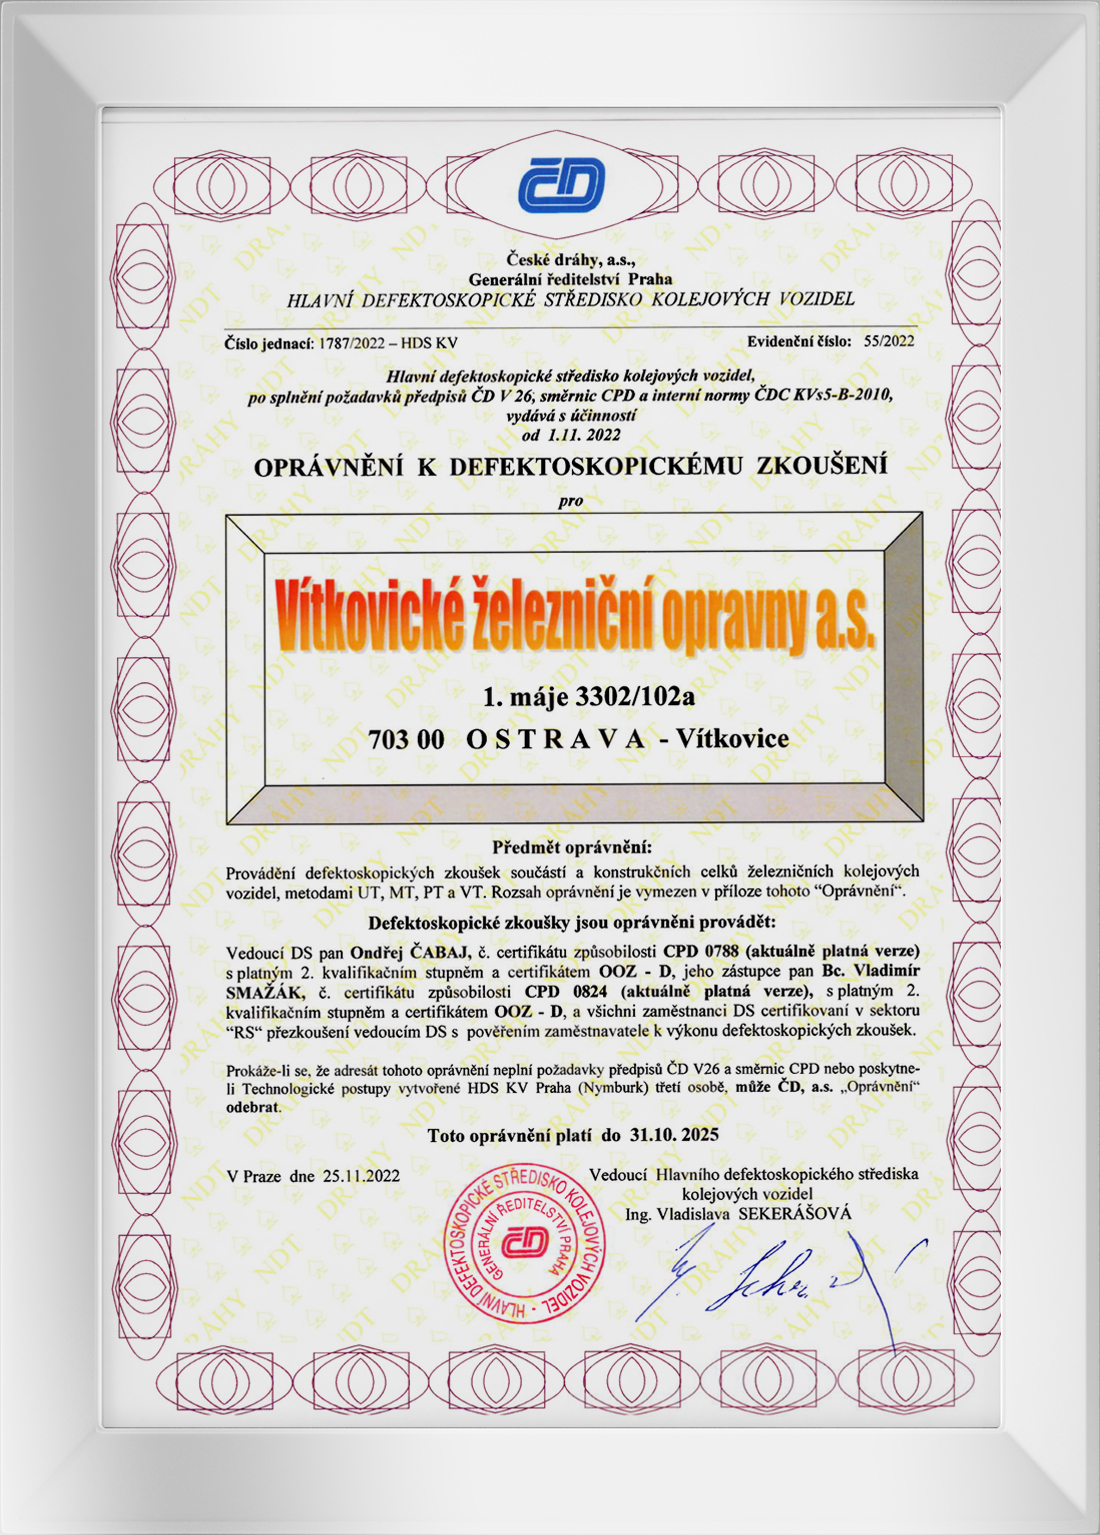 ČD
České dráhy, a.s.,
Generální ředitelství Praha
HLAVNÍ DEFEKTOSKOPICKÉ STŘEDISKO KOLEJOVÝCH VOZIDEL
Číslo jednací: 1787/2022 – HDS KV Evidenční číslo: 55/2022
Hlavní defektoskopické středisko kolejových vozidel,
po splnění požadavků předpisů ČD V 26, směrnic CPD a interní normy ČDC KVs5-B-2010,
vydává s účinností
od 1.11. 2022
OPRÁVNĚNÍ K DEFEKTOSKOPICKÉMU ZKOUŠENÍ
pro
Vítkovické železniční opravny a.s.
1. máje 3302/102a
703 00 O S T R A V A - Vítkovice
Předmět oprávnění:
Provádění defektoskopických zkoušek součástí a konstrukčních celků železničních kolejových
vozidel, metodami UT, MT, PT a VT. Rozsah oprávnění je vymezen v příloze tohoto “Oprávnění“.
Defektoskopické zkoušky jsou oprávněni provádět:
Vedoucí DS pan Ondřej ČABAJ, č. certifikátu způsobilosti CPD 0788 (aktuálně platná verze)
s platným 2. kvalifikačním stupněm a certifikátem OOZ - D, jeho zástupce pan Bc. Vladimír
SMAŽÁK, č. certifikátu způsobilosti CPD 0824 (aktuálně platná verze), s platným 2.
kvalifikačním stupněm a certifikátem OOZ - D, a všichni zaměstnanci DS certifikovaní v sektoru
“RS“ přezkoušení vedoucím DS s pověřením zaměstnavatele k výkonu defektoskopických zkoušek.
Prokáže-li se, že adresát tohoto oprávnění neplní požadavky předpisů ČD V26 a směrnic CPD nebo poskytne-
li Technologické postupy vytvořené HDS KV Praha (Nymburk) třetí osobě, může ČD, a.s. „Oprávnění“
odebrat.
Toto oprávnění platí do 31.10. 2025
V Praze dne 25.11.2022
Vedoucí Hlavního defektoskopického střediska
kolejových vozidel
Ing. Vladislava SEKERÁŠOVÁ
HLAVNÍ DEFEKTOSKOPICKÉ STŘEDISKO KOLEJOVÝCH VOZIDEL -
GENERÁLNÍ ŘEDITELSTVÍ PRAHA
ČD